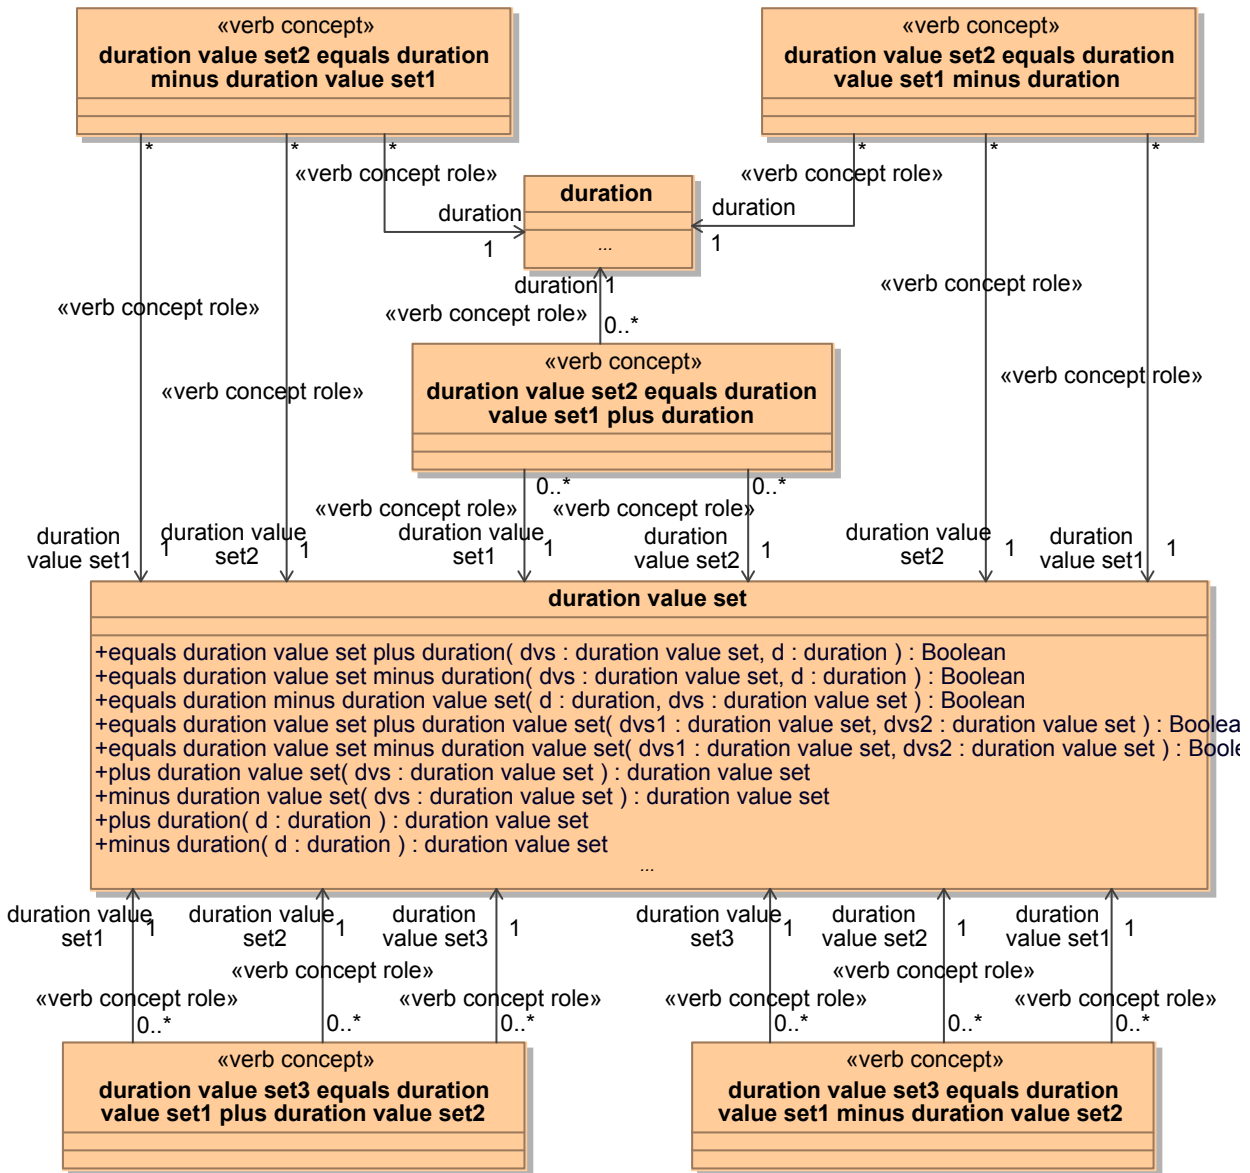 «verb concept»
duration value set2 equals duration
minus duration value set1
«verb concept»
duration value set2 equals duration
value set1 minus duration
*
*
*
*
*
*
«verb concept role»
«verb concept role»
duration
...
duration
1
duration
1
duration 1
«verb concept role»
0..*
«verb concept role»
«verb concept role»
«verb concept role»
«verb concept role»
«verb concept»
duration value set2 equals duration
value set1 plus duration
0..*
0..*
«verb concept role»
«verb concept role»
duration
value set1
1
duration value
set2
1
duration value
set1
1
duration
value set2
1
duration value
set2
1
duration
value set1
1
duration value set
+equals duration value set plus duration( dvs : duration value set, d : duration ) : Boolean
+equals duration value set minus duration( dvs : duration value set, d : duration ) : Boolean
+equals duration minus duration value set( d : duration, dvs : duration value set ) : Boolean
+equals duration value set plus duration value set( dvs1 : duration value set, dvs2 : duration value set ) : Boolea
+equals duration value set minus duration value set( dvs1 : duration value set, dvs2 : duration value set ) : Boole
+plus duration value set( dvs : duration value set ) : duration value set
+minus duration value set( dvs : duration value set ) : duration value set
+plus duration( d : duration ) : duration value set
+minus duration( d : duration ) : duration value set
...
duration value
set1
1
duration value
set2
1
duration
value set3
1
duration value
set3
1
duration
value set2
1
duration
value set1
1
«verb concept role»
«verb concept role»
«verb concept role»
«verb concept role»
«verb concept role»
«verb concept role»
0..*
0..*
0..*
0..*
0..*
0..*
«verb concept»
duration value set3 equals duration
value set1 plus duration value set2
«verb concept»
duration value set3 equals duration
value set1 minus duration value set2